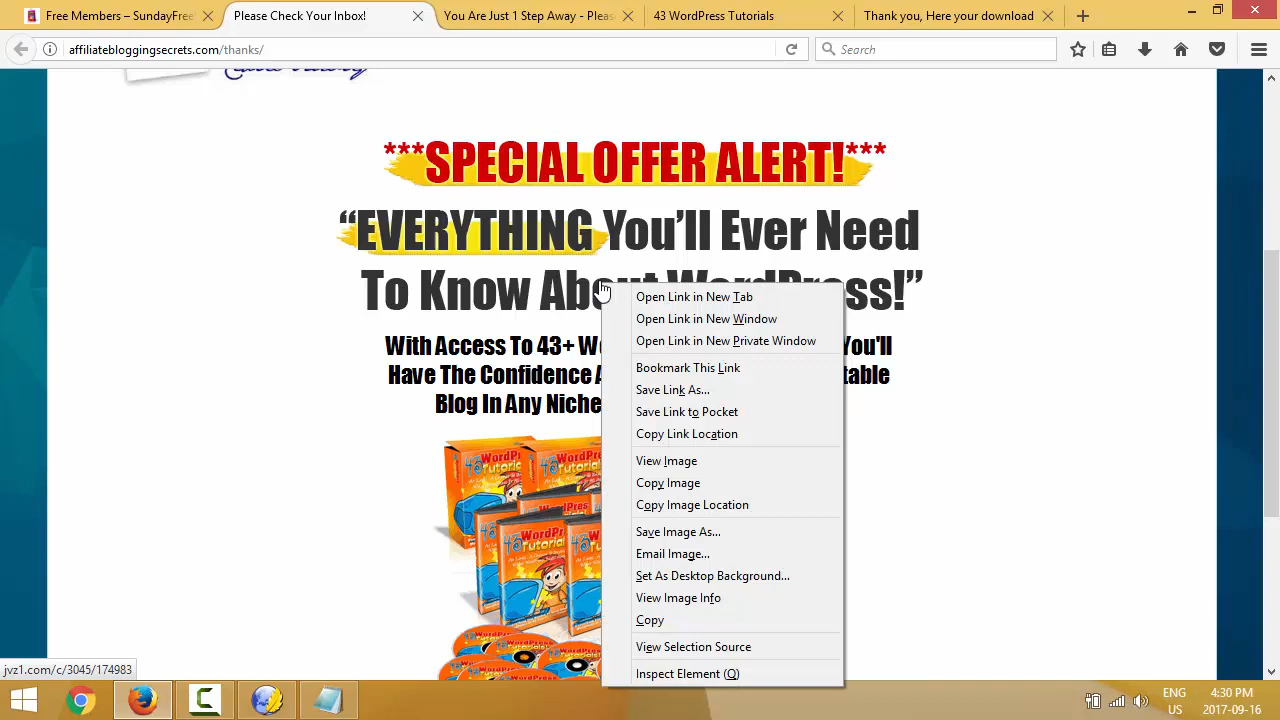 Free Members – SundayFree
Please Check Your Inbox!
You Are Just 1 Step Away - Pleas
43 WordPress Tutorials
Thank you, Here your download
affiliatebloggingsecrets.com/thanks/
Search
***SPECIAL OFFER ALERT!***
“EVERYTHING You’ll Ever Need
To Know About WordPress!”
With Access To 43+ Wo
You'll
Have The Confidence A
table
Blog In Any Niche
Open Link in New Tab
Open Link in New Window
Open Link in New Private Window
Bookmark This Link
Save Link As...
Save Link to Pocket
Copy Link Location
View Image
Copy Image
Copy Image Location
Save Image As...
Email Image...
Set As Desktop Background...
View Image Info
Copy
View Selection Source
Inspect Element (Q)
43 WordPress
Tutorials
jvz1.com/c/3045/174983
ENG
US
4:30 PM
2017-09-16